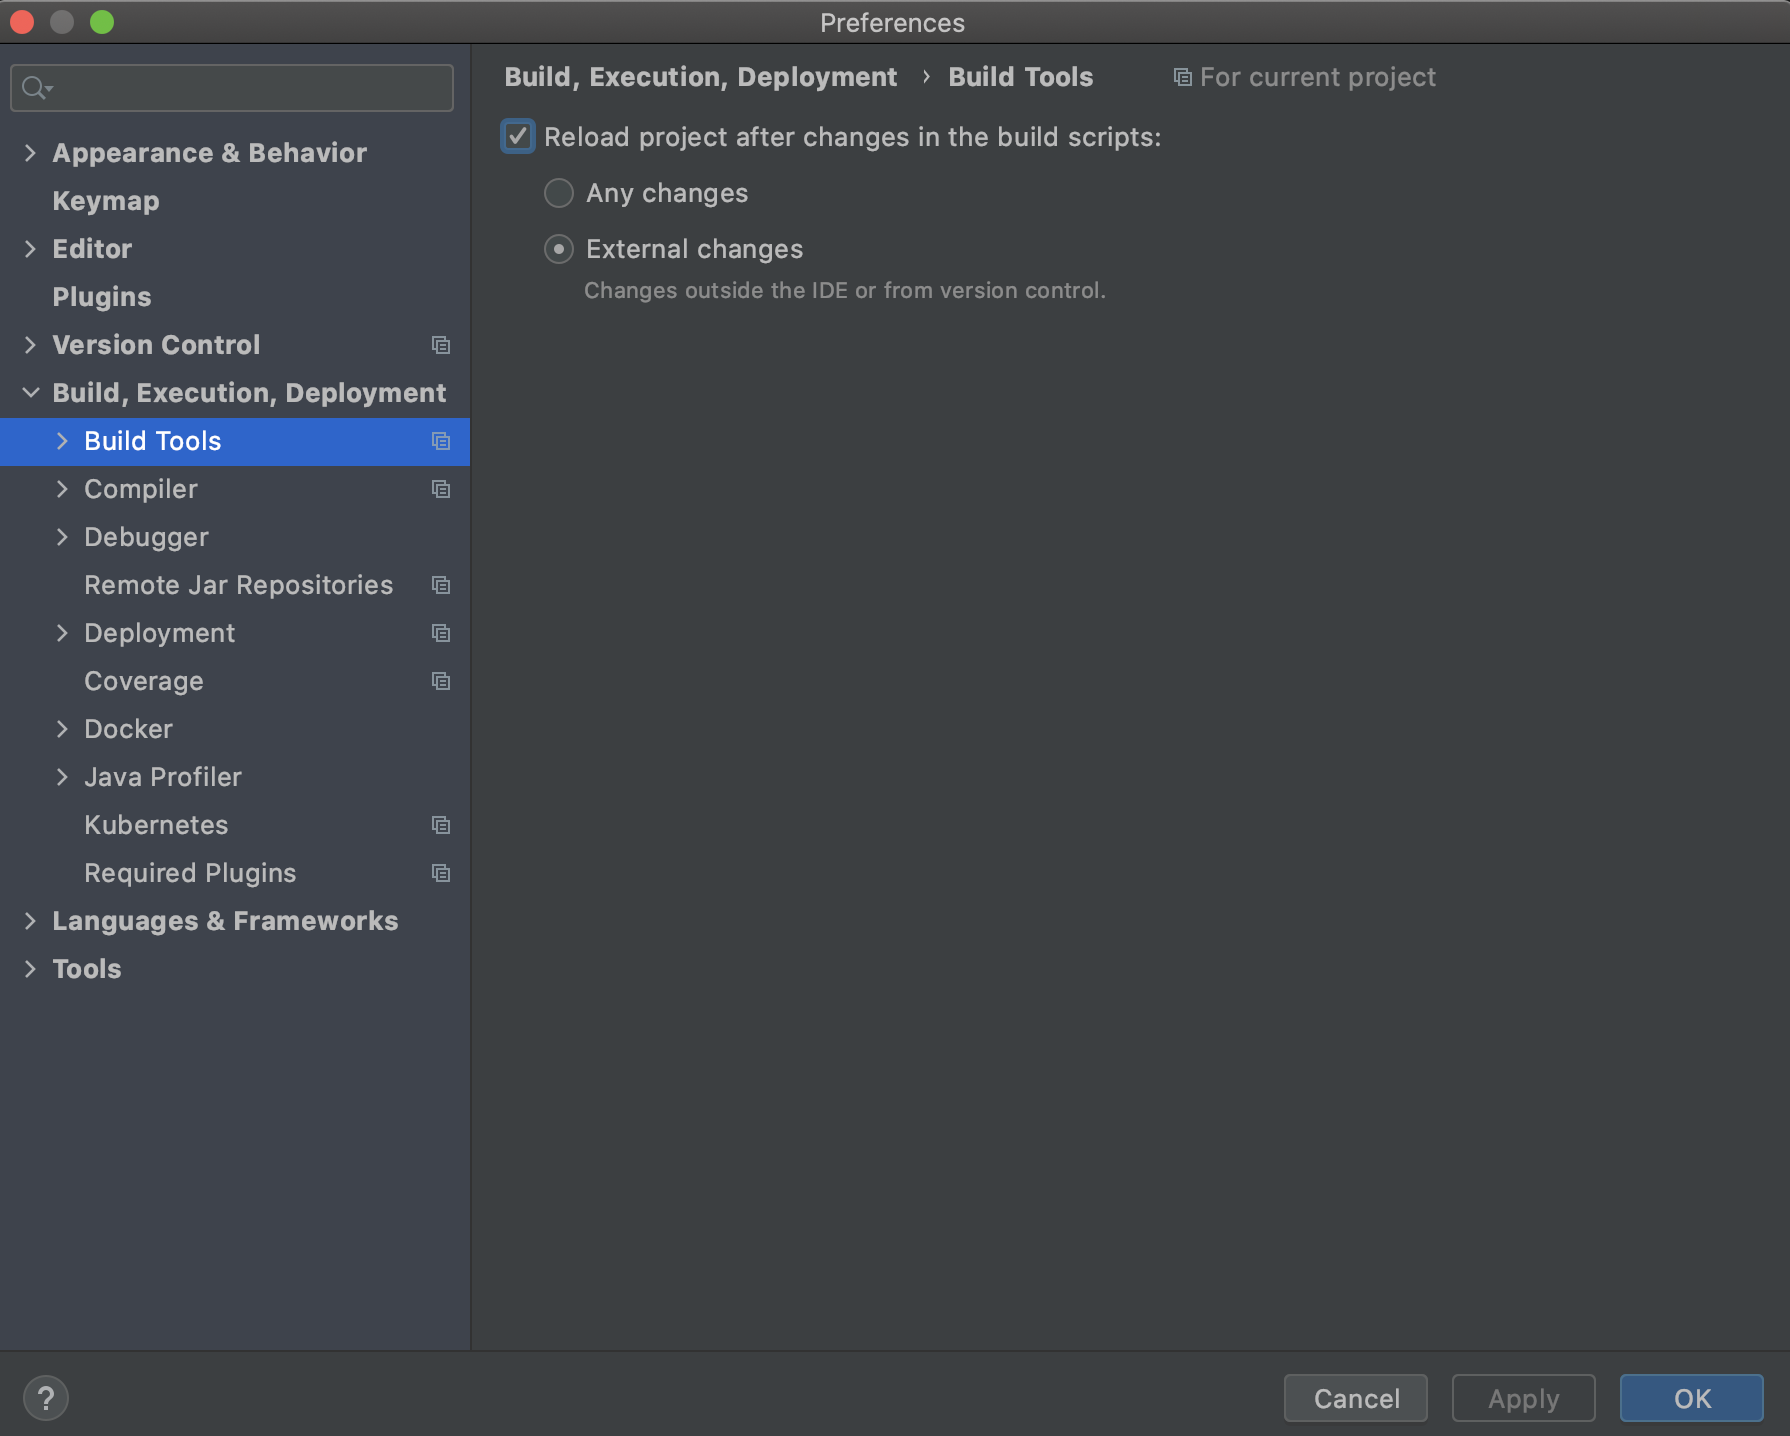 Preferences
Appearance & Behavior
Keymap
Editor
Plugins
Version Control
Build, Execution, Deployment
Build Tools
Compiler
Debugger
Remote Jar Repositories
Deployment
Coverage
Docker
Java Profiler
Kubernetes
Required Plugins
Languages & Frameworks
Tools
Build, Execution, Deployment › Build Tools For current project
Reload project after changes in the build scripts:
Any changes
External changes
Changes outside the IDE or from version control.
?
Cancel Apply OK